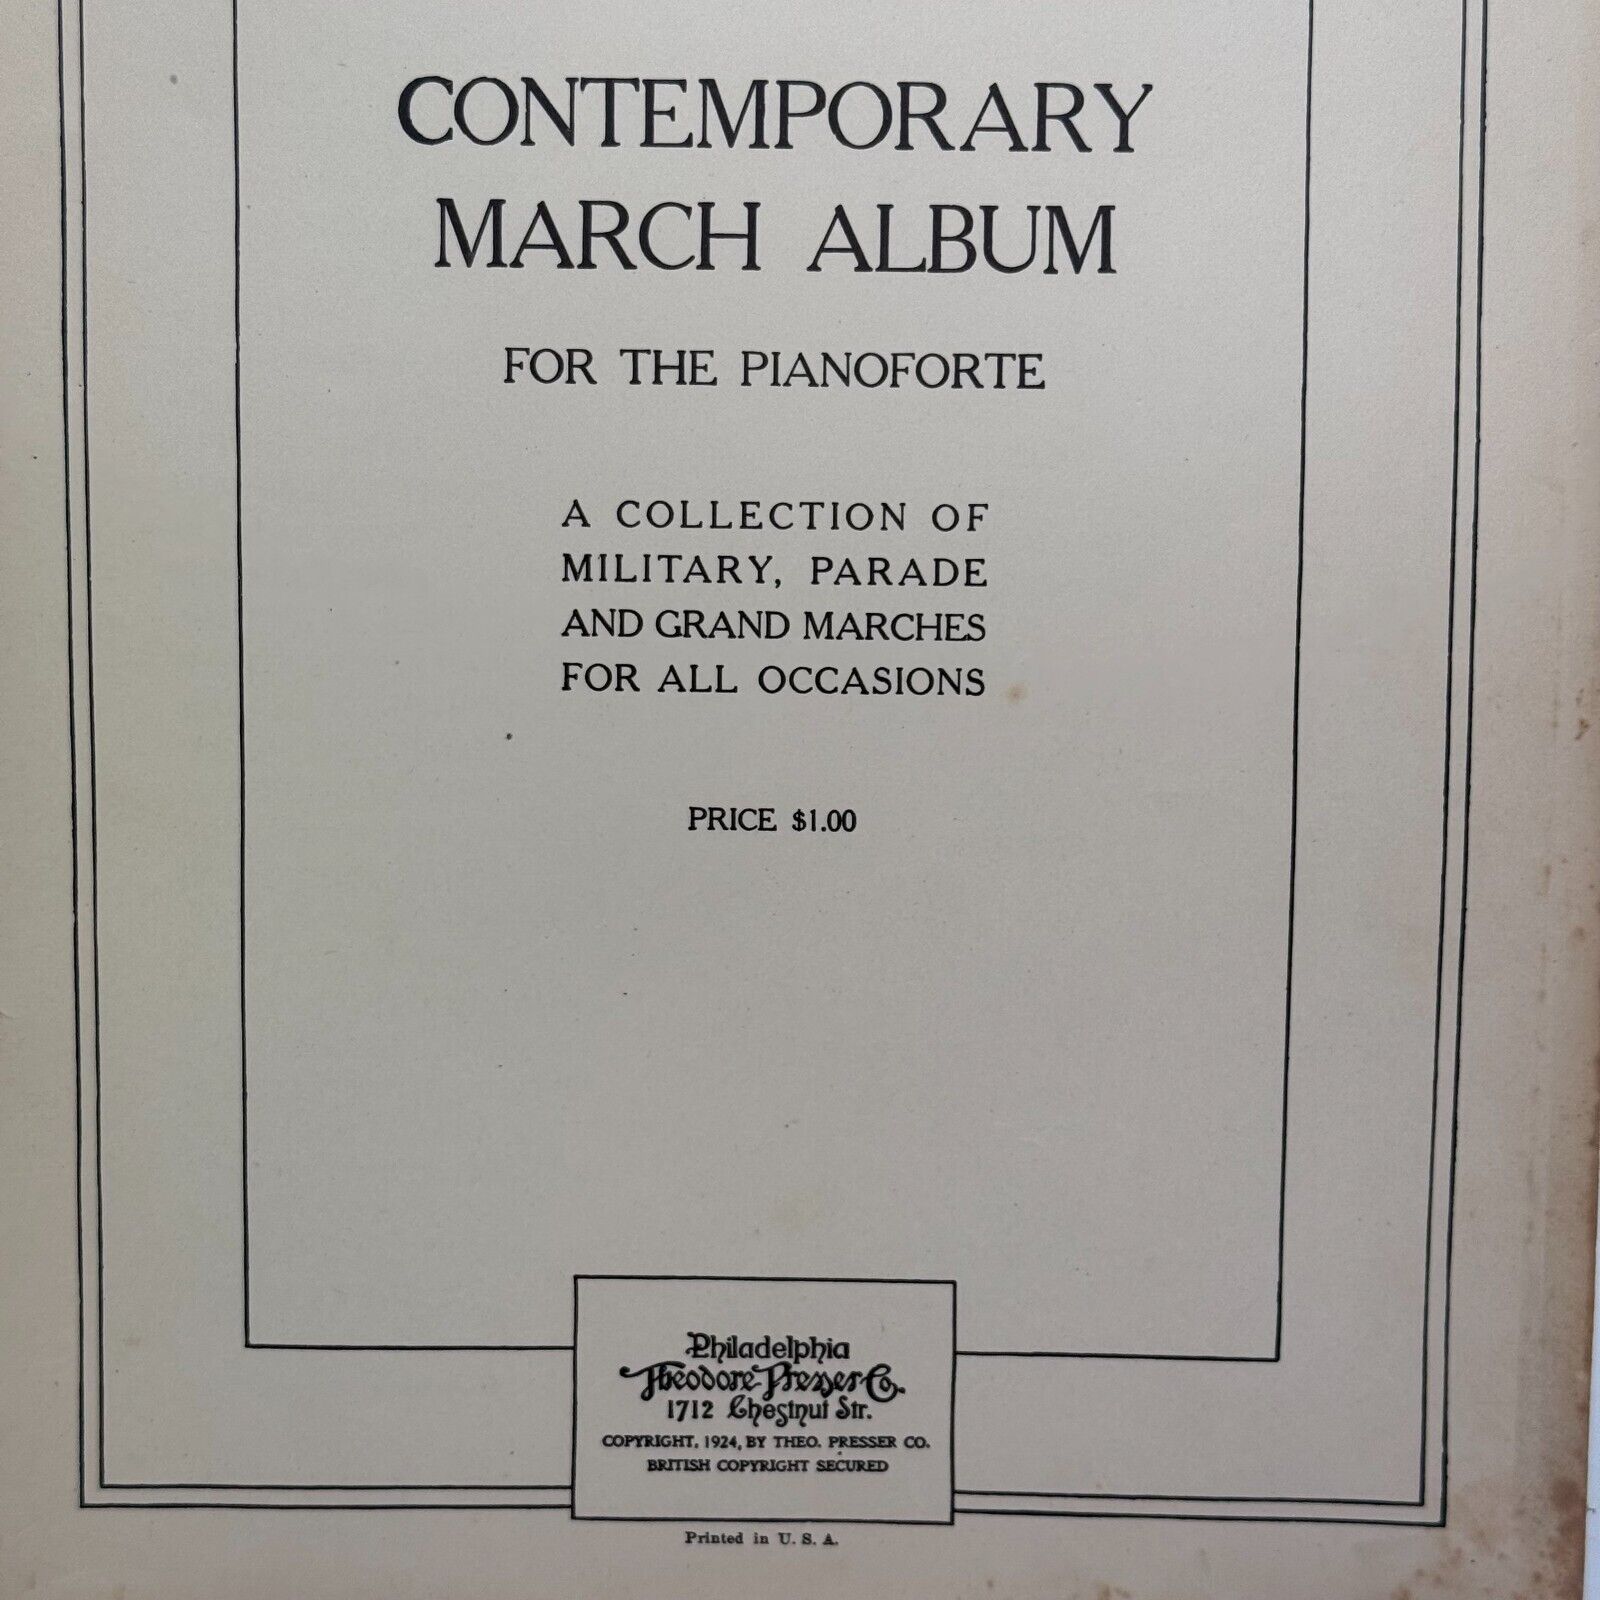 CONTEMPORARY
MARCH ALBUM
FOR THE PIANOFORTE
A COLLECTION OF
MILITARY, PARADE
AND GRAND MARCHES
FOR ALL OCCASIONS
PRICE $1.00
Philadelphia
Theodore Presser Co.
1712 Chestnut Str.
COPYRIGHT, 1924, BY THEO. PRESSER CO.
BRITISH COPYRIGHT SECURED
Printed in U. S. A.